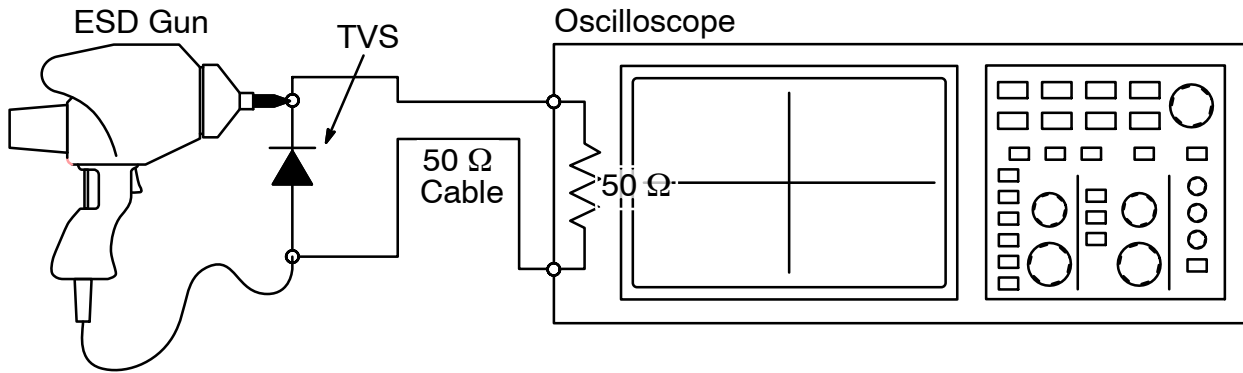 ESD Gun
TVS
Oscilloscope
50 Ω
Cable
50 Ω